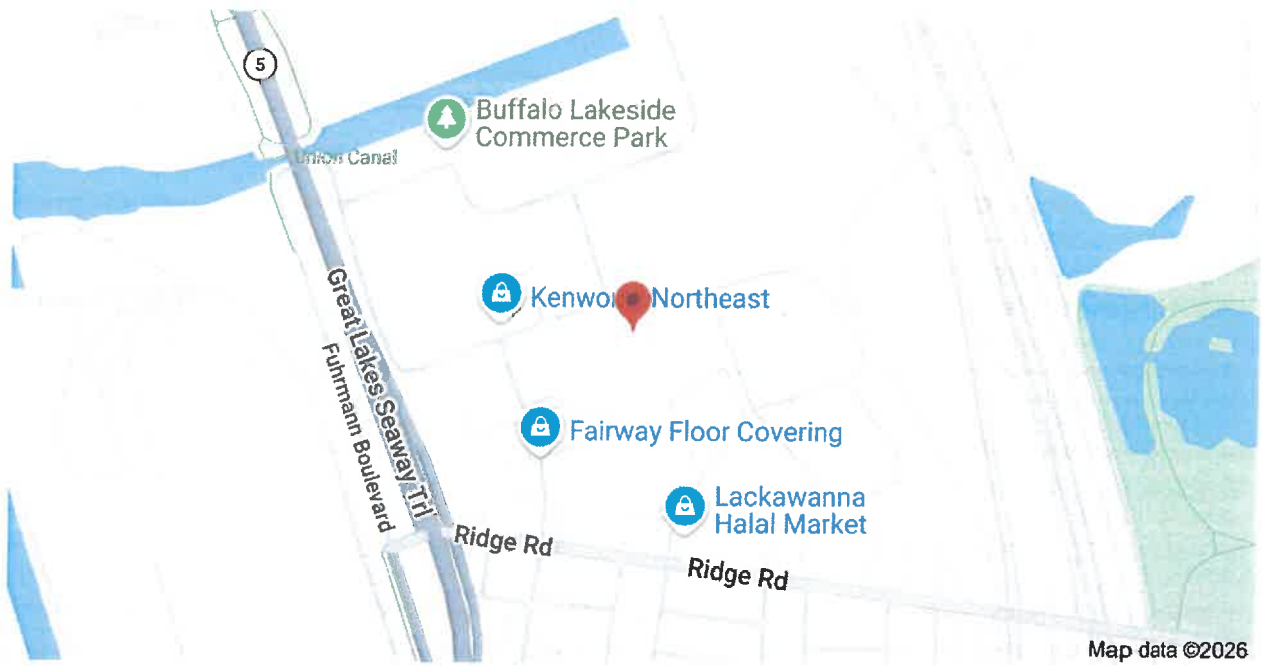 5
Buffalo Lakeside
Commerce Park
Union Canal
Great Lakes Seaway Trl
Fuhrmann Boulevard
Northeast
Fairway Floor Covering
Lackawanna
Halal Market
Ridge Rd
Ridge Rd
Map data ©2026